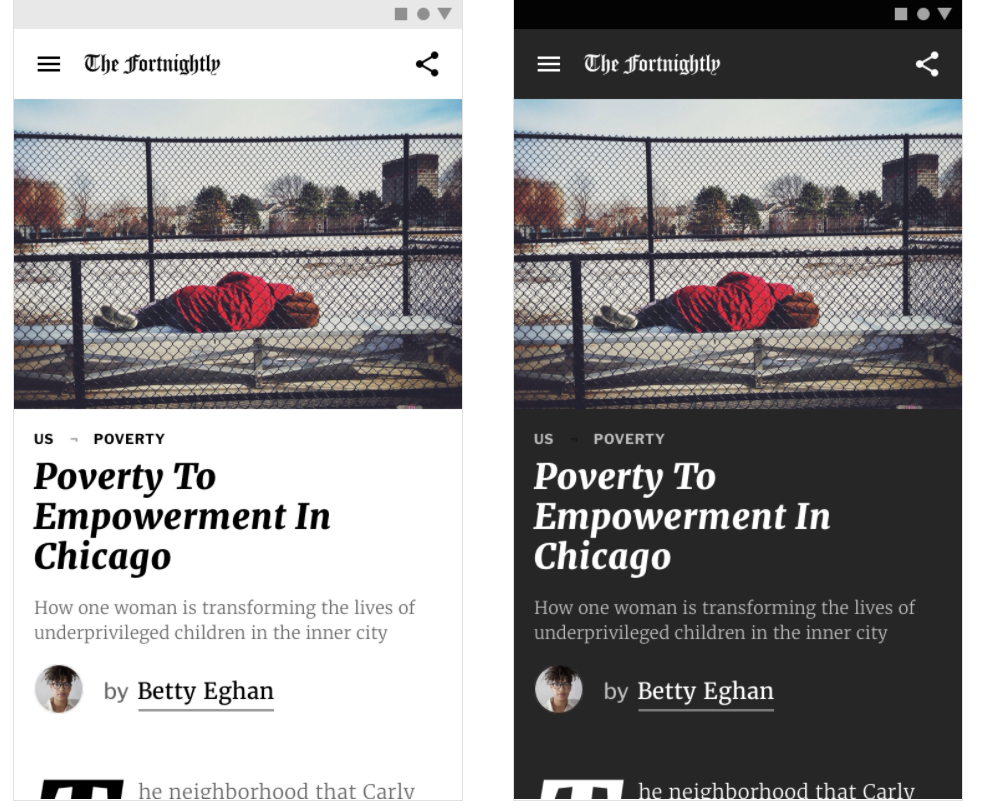 The Fortnightly
US ¬ POVERTY
Poverty To
Empowerment In
Chicago
How one woman is transforming the lives of
underprivileged children in the inner city
by Betty Eghan
The neighborhood that Carly
The Fortnightly
US ¬ POVERTY
Poverty To
Empowerment In
Chicago
How one woman is transforming the lives of
underprivileged children in the inner city
by Betty Eghan
The neighborhood that Carly